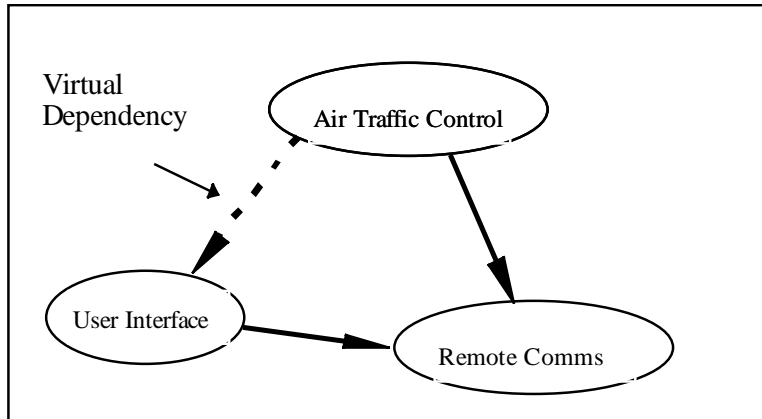 Virtual
Dependency
Air Traffic Control
User Interface
Remote Comms